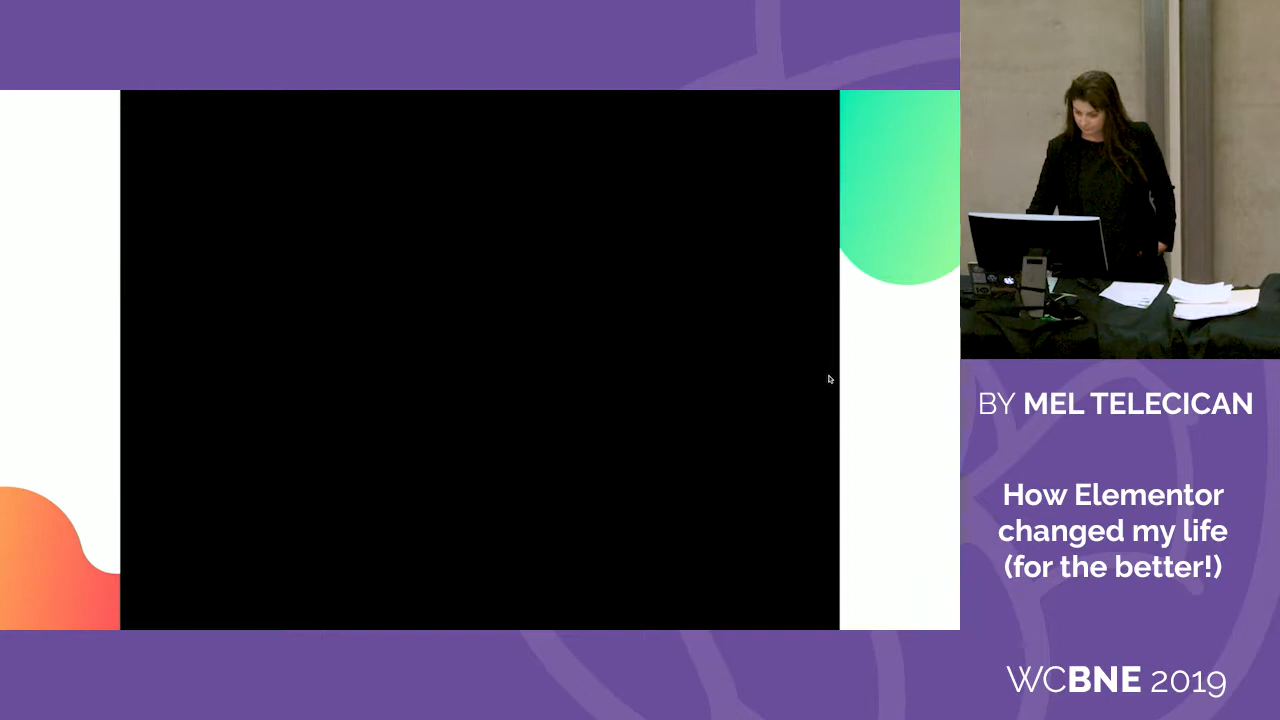 BY MEL TELECICAN
How Elementor
changed my life
(for the better!)
WCBNE 2019